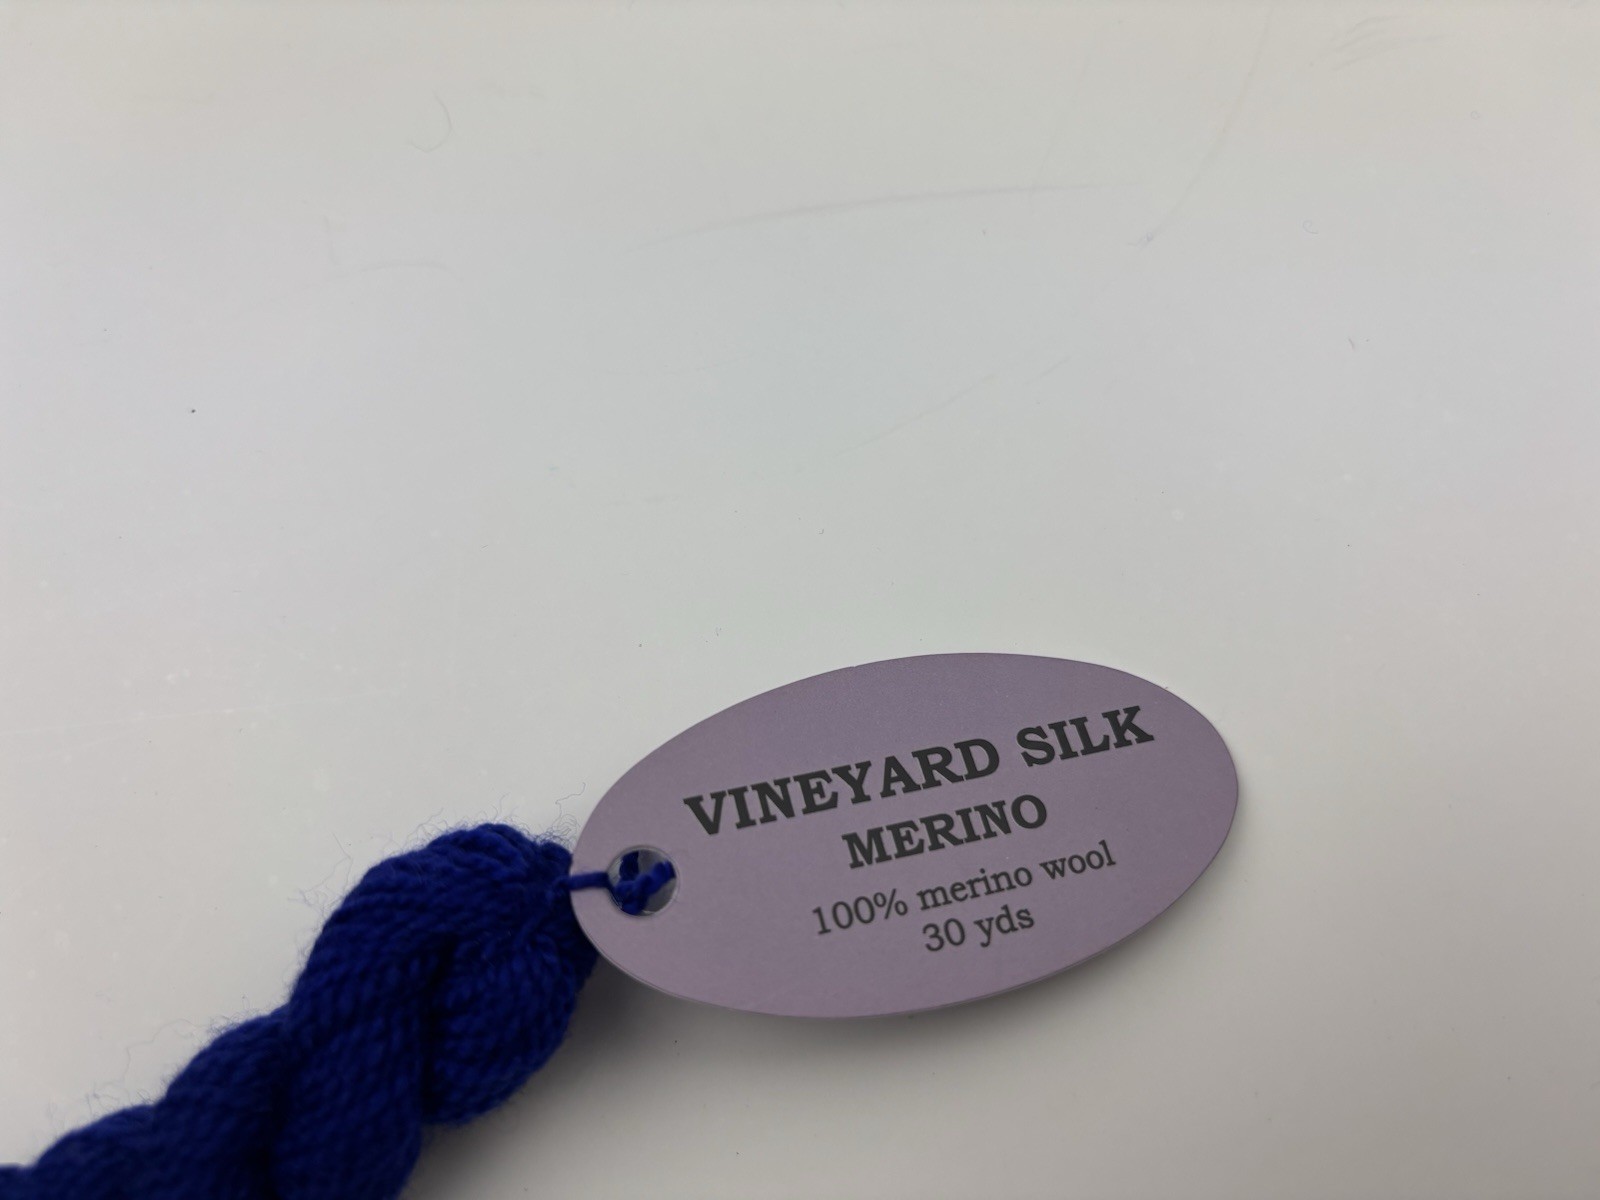 VINEYARD SILK
MERINO
100% merino wool
30 yds